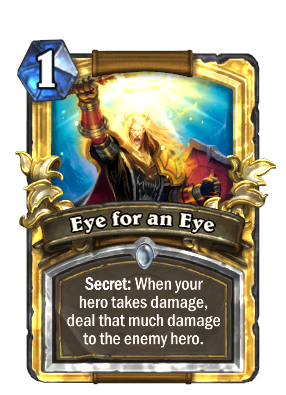 1
Eye for an Eye
Secret: When your
hero takes damage,
deal that much damage
to the enemy hero.